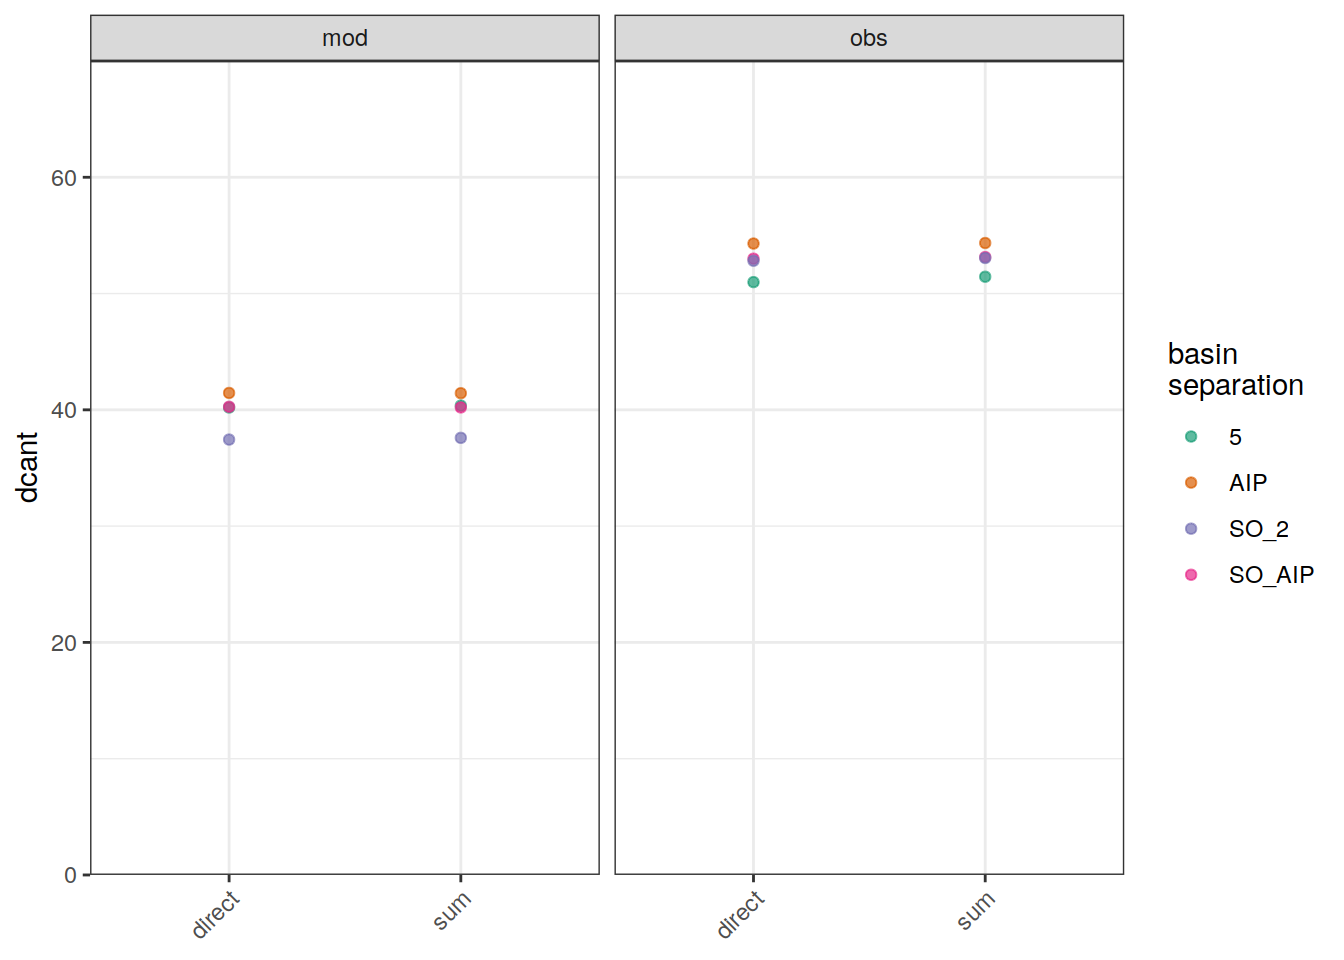 mod
obs
60
40
20
0
dcant
direct
sum
direct
sum
basin
separation
5
AIP
SO_2
SO_AIP